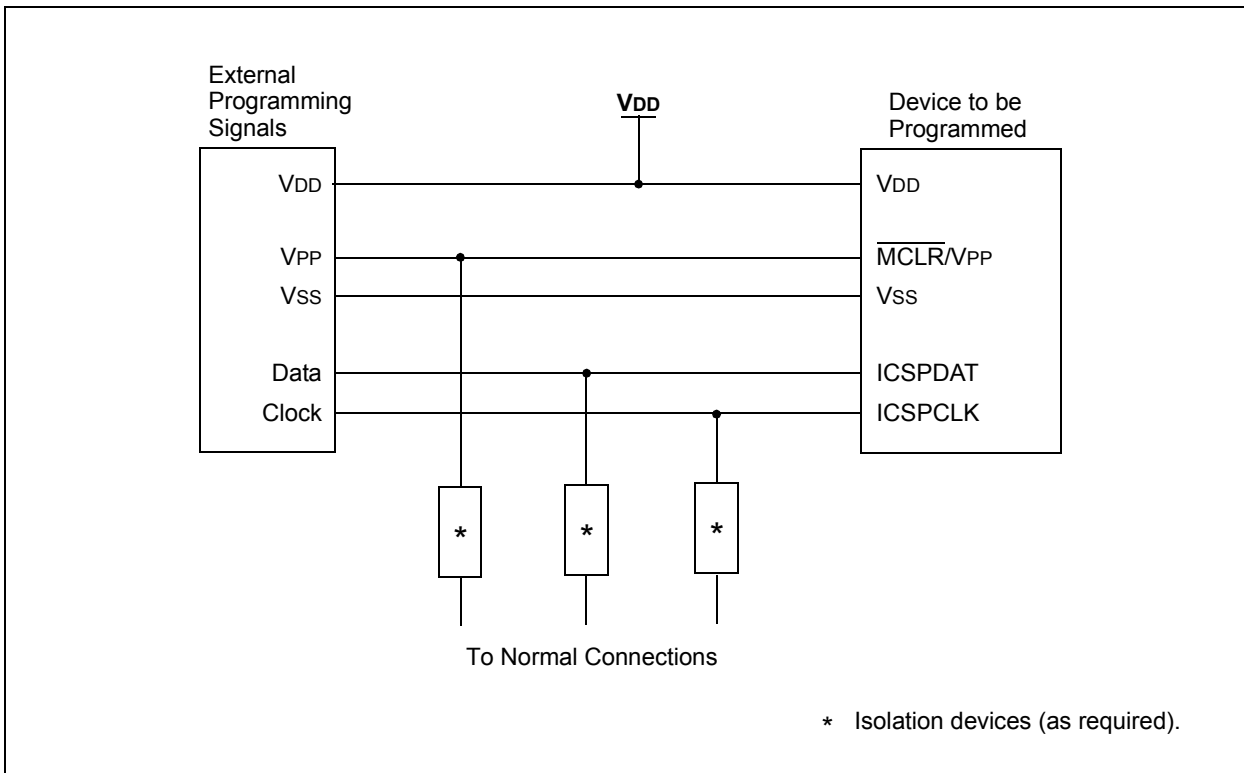 External
Programming
Signals
VDD
Device to be
Programmed
VDD
VDD
VPP
MCLR/VPP
VSS
VSS
Data
ICSPDAT
Clock
ICSPCLK
*
*
*
To Normal Connections
* Isolation devices (as required).